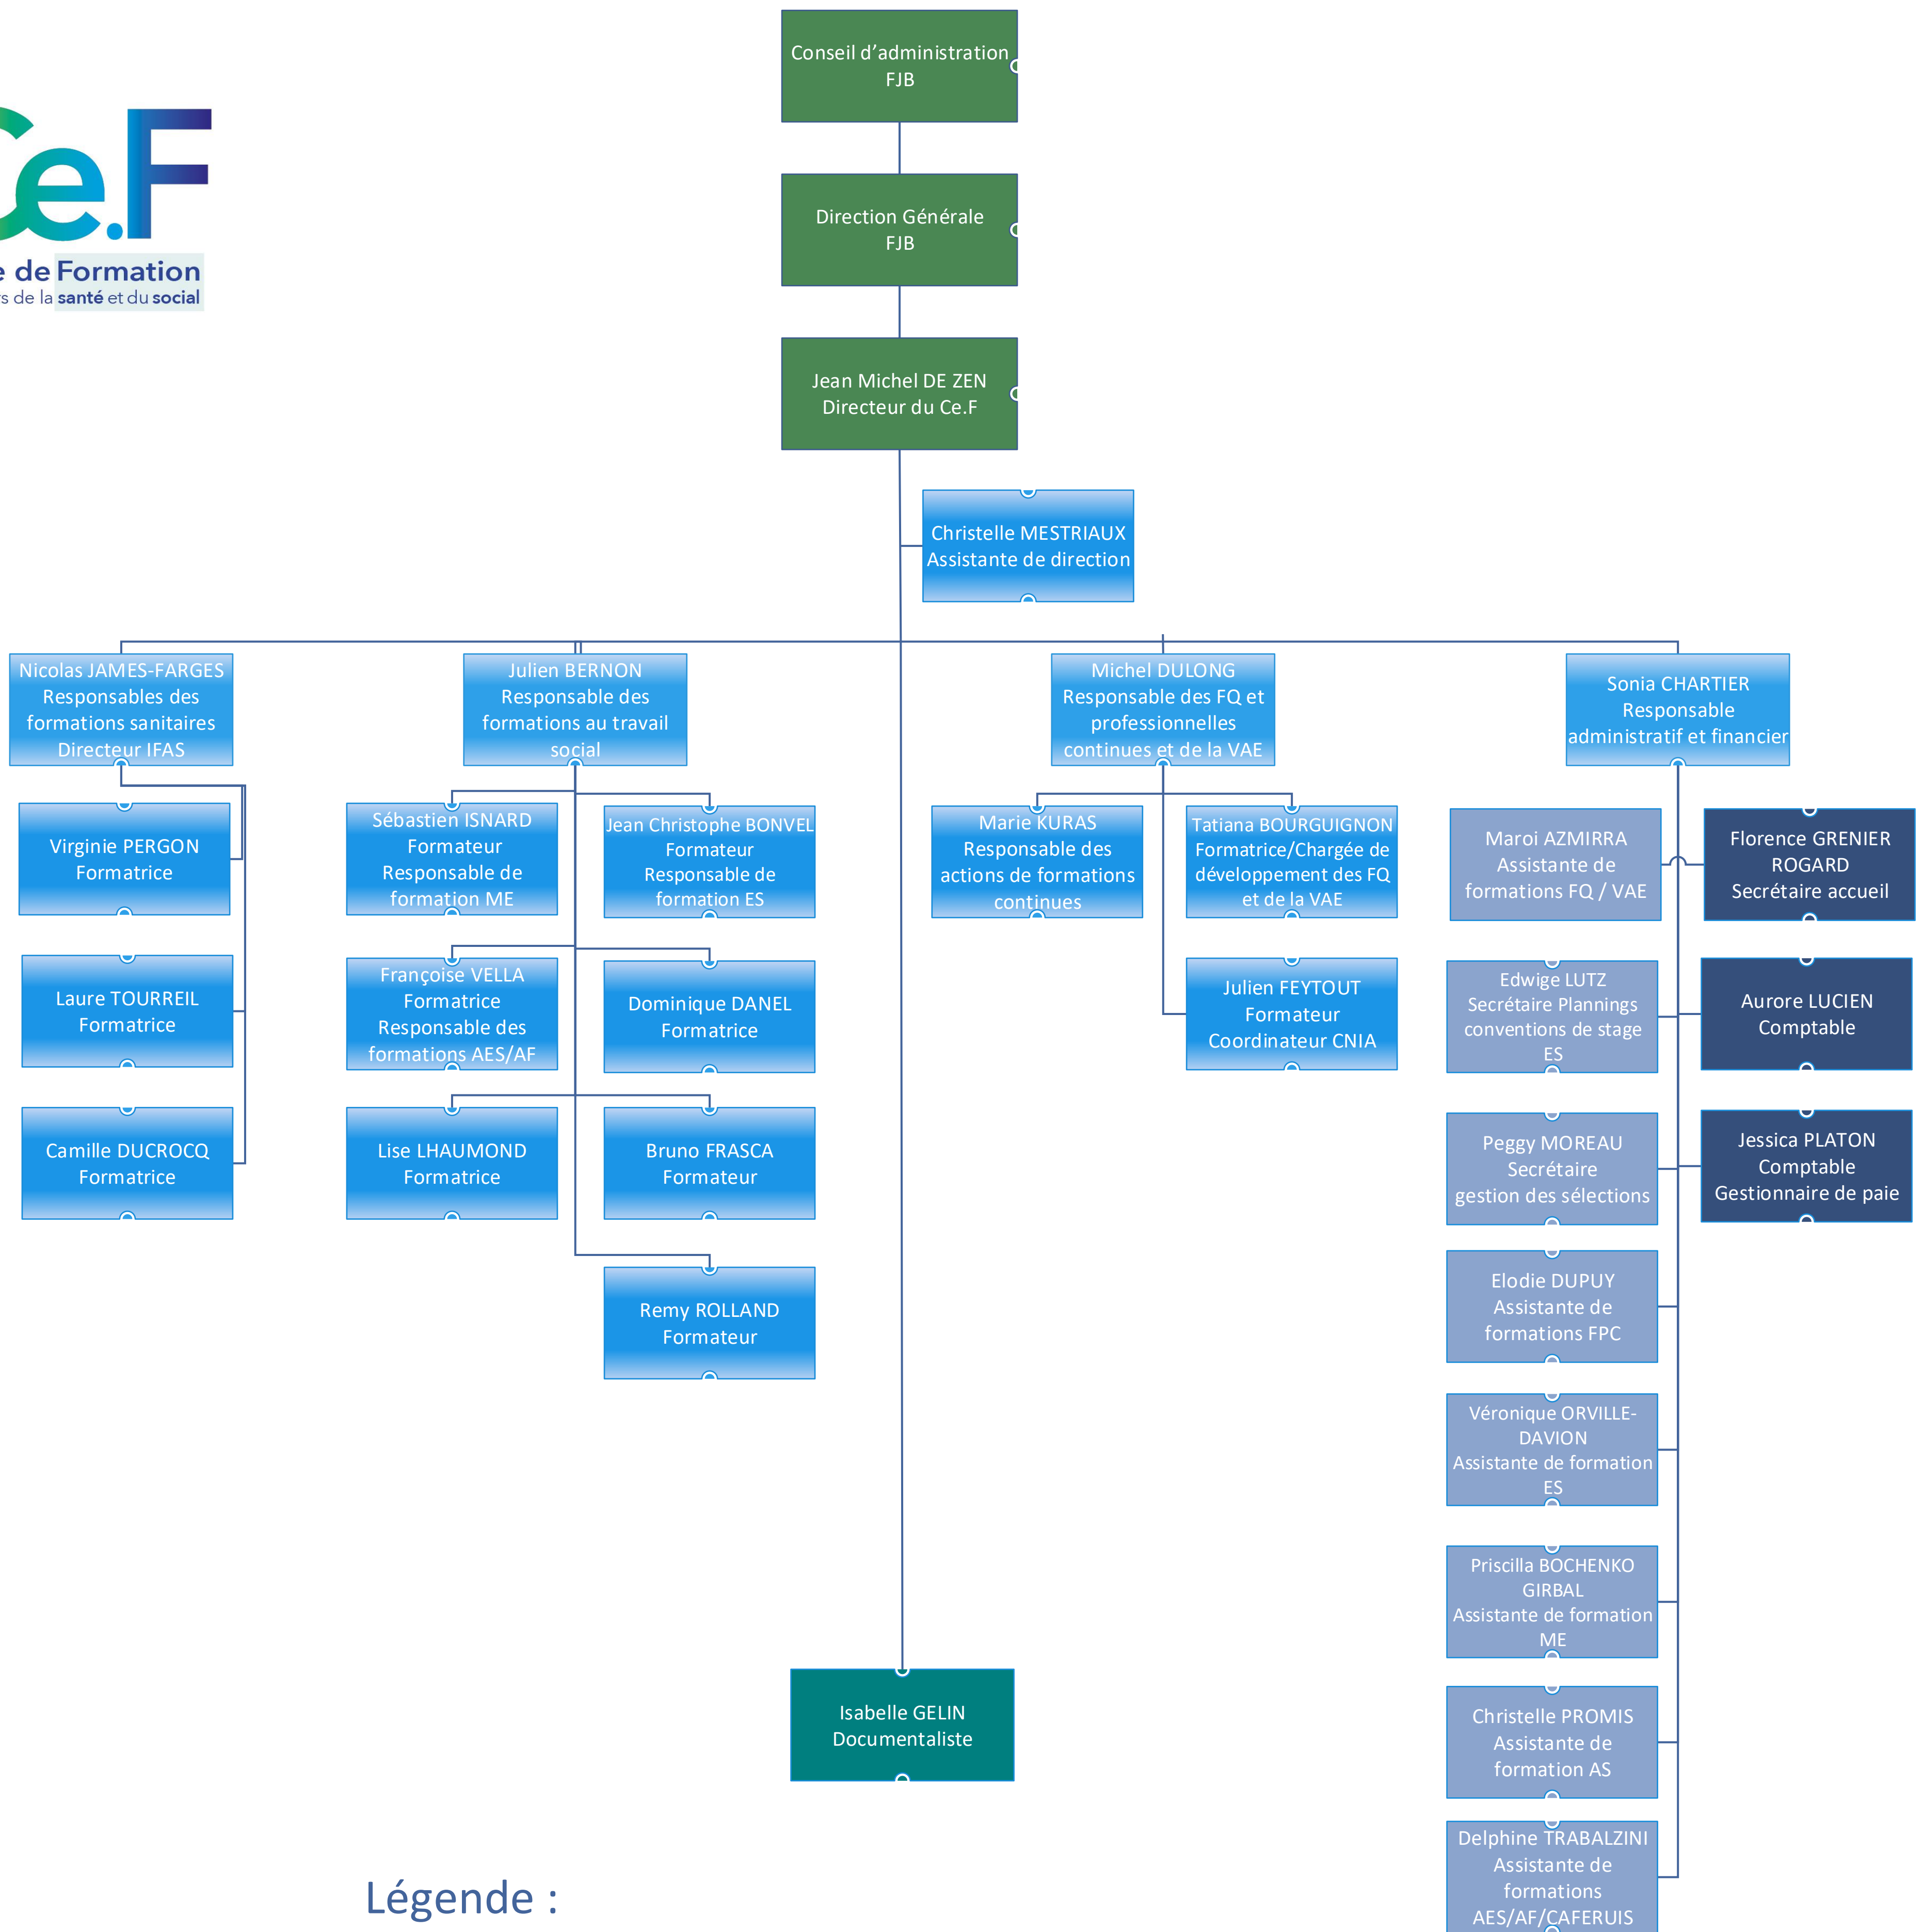 Conseil d'administration
FJB
Ce.F
Direction Générale
FJB
e de Formation
s de la santé et du social
Jean Michel DE ZEN
Directeur du Ce.F
Christelle MESTRIAUX
Assistante de direction
Nicolas JAMES-FARGES
Responsables des
formations sanitaires
Directeur IFAS
Julien BERNON
Responsable des
formations au travail
social
Michel DULONG
Responsable des FQ et
professionnelles
continues et de la VAE
Sonia CHARTIER
Responsable
administratif et financier
Virginie PERGON
Formatrice
Sébastien ISNARD
Formateur
Responsable de
formation ME
Jean Christophe BONVEL
Formateur
Responsable de
formation ES
Marie KURAS
Responsable des
actions de formations
continues
Tatiana BOURGUIGNON
Formatrice/Chargée de
développement des FQ
et de la VAE
Maroi AZMIRRA
Assistante de
formations FQ / VAE
Florence GRENIER
ROGARD
Secrétaire accueil
Laure TOURREIL
Formatrice
Françoise VELLA
Formatrice
Responsable des
formations AES/AF
Dominique DANEL
Formatrice
Julien FEYTOUT
Formateur
Coordinateur CNIA
Edwige LUTZ
Secrétaire Plannings
conventions de stage
ES
Aurore LUCIEN
Comptable
Camille DUCROCQ
Formatrice
Lise LHAUMOND
Formatrice
Bruno FRASCA
Formateur
Peggy MOREAU
Secrétaire
gestion des sélections
Jessica PLATON
Comptable
Gestionnaire de paie
Remy ROLLAND
Formateur
Elodie DUPUY
Assistante de
formations FPC
Véronique ORVILLE-
DAVION
Assistante de formation
ES
Priscilla BOCHENKO
GIRBAL
Assistante de formation
ME
Isabelle GELIN
Documentaliste
Christelle PROMIS
Assistante de
formation AS
Delphine TRABALZINI
Assistante de
formations
AES/AF/CAFERUIS
Légende :